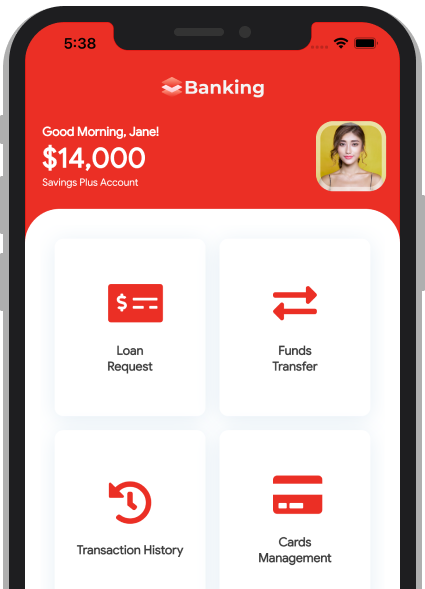 5:38
Banking
Good Morning, Jane!
$14,000
Savings Plus Account
$
Loan
Request
Funds
Transfer
Transaction History
Cards
Management